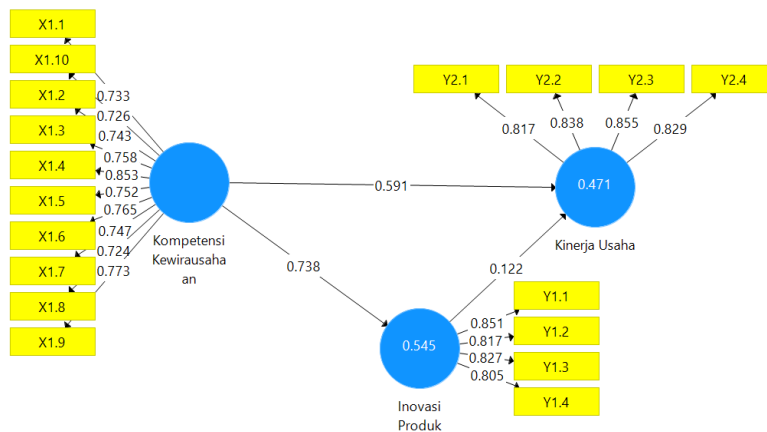 X1.1
X1.10
X1.2
X1.3
X1.4
X1.5
X1.6
X1.7
X1.8
X1.9
0.733
0.726
0.743
0.758
0.853
0.752
0.765
0.747
0.724
0.773
Kompetensi
Kewirausaha
an
0.591
0.738
0.122
Y2.1
Y2.2
Y2.3
Y2.4
0.817
0.838
0.855
0.829
0.471
Kinerja Usaha
0.545
Inovasi
Produk
0.851
0.817
0.827
0.805
Y1.1
Y1.2
Y1.3
Y1.4